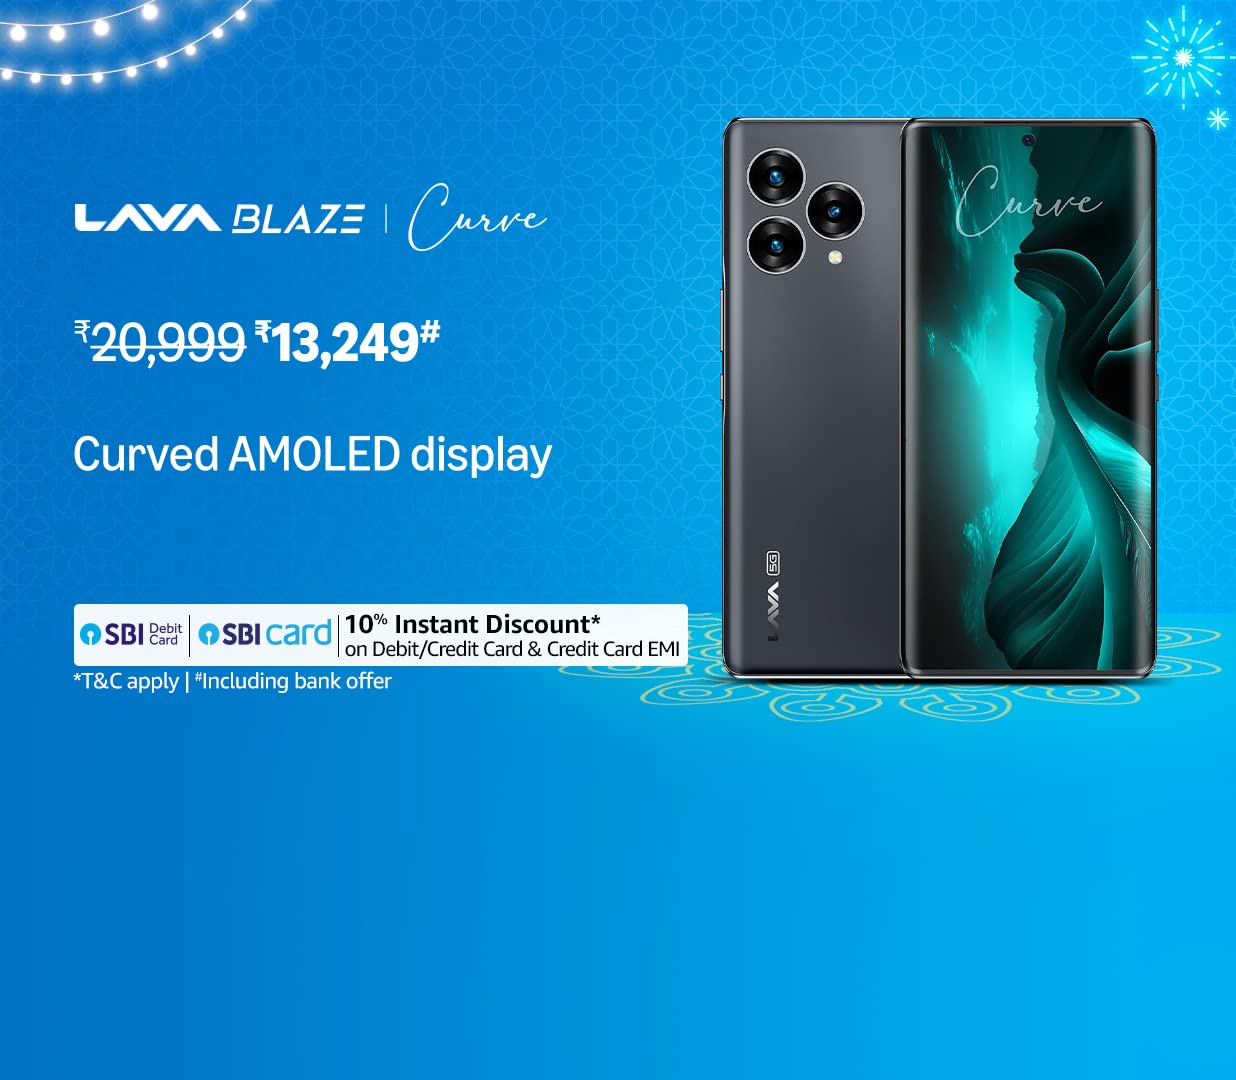 LAVA BLAZE | Curve
₹20,999 ₹13,249#
Curved AMOLED display
SBI Debit Card | SBI card | 10% Instant Discount*
on Debit/Credit Card & Credit Card EMI
*T&C apply | #Including bank offer
LAVA 5G
Curve